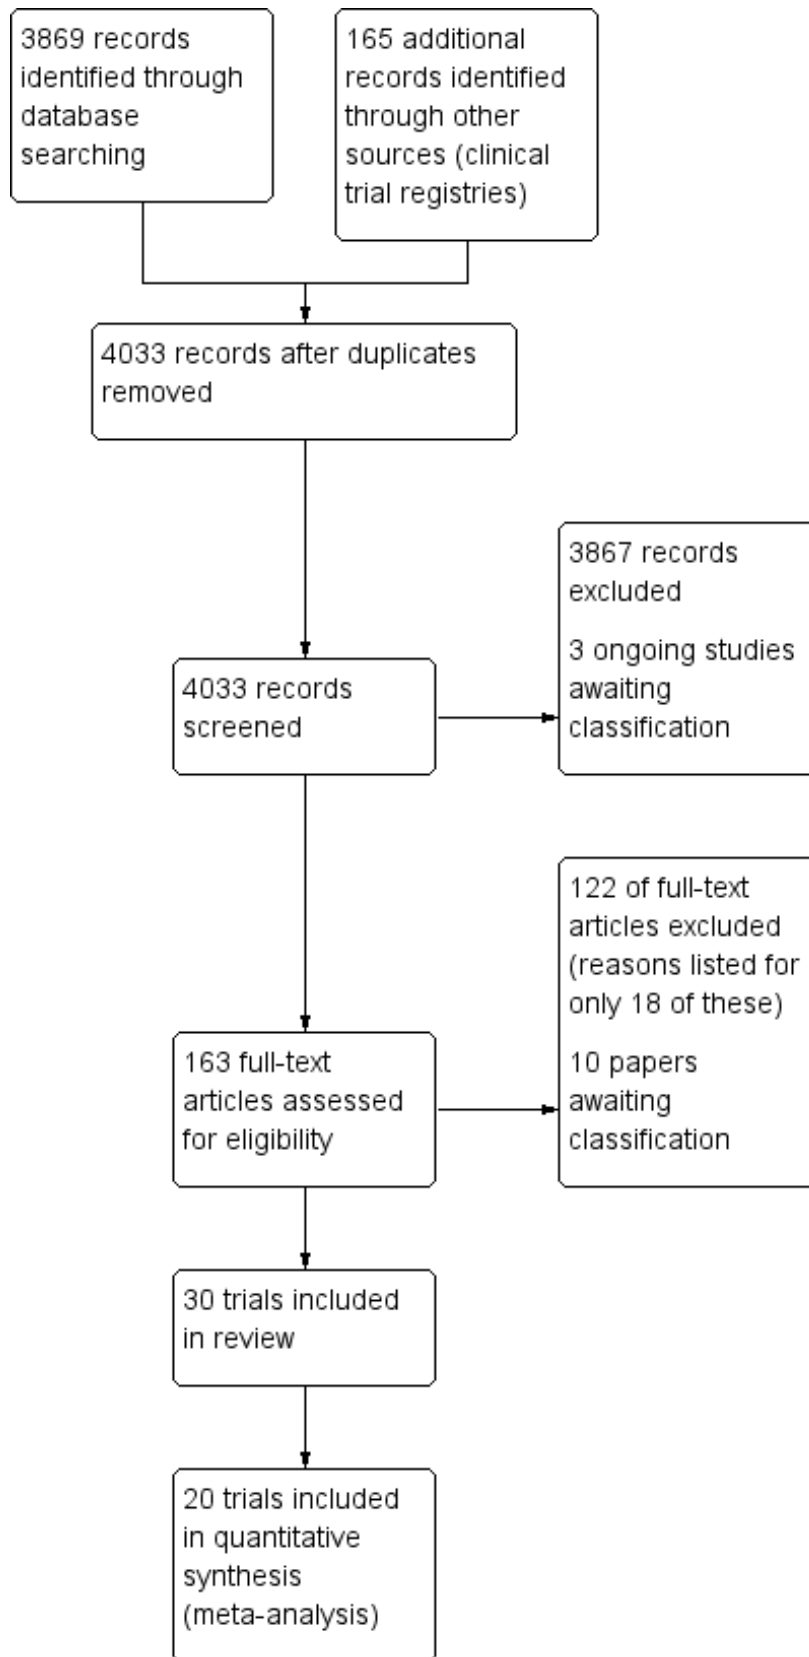 3869 records
identified through
database
searching
165 additional
records identified
through other
sources (clinical
trial registries)
4033 records after duplicates
removed
3867 records
excluded
3 ongoing studies
awaiting
classification
4033 records
screened
122 of full-text
articles excluded
(reasons listed for
only 18 of these)
10 papers
awaiting
classification
163 full-text
articles assessed
for eligibility
30 trials included
in review
20 trials included
in quantitative
synthesis
(meta-analysis)